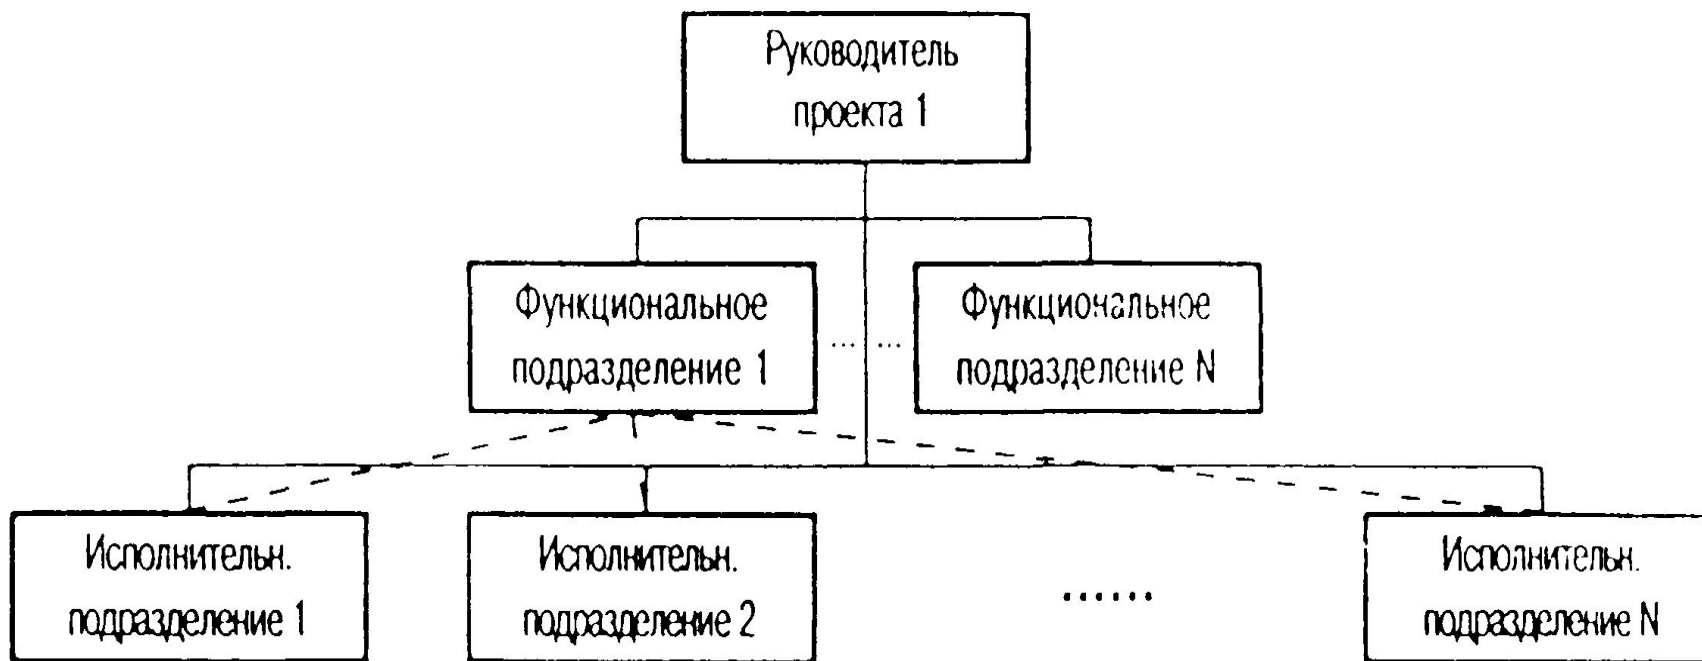 Руководитель
проекта 1
Функциональное
подразделение 1
... ...
Функциональное
подразделение N
Исполнительн.
подразделение 1
Исполнительн.
подразделение 2
......
Исполнительн.
подразделение N